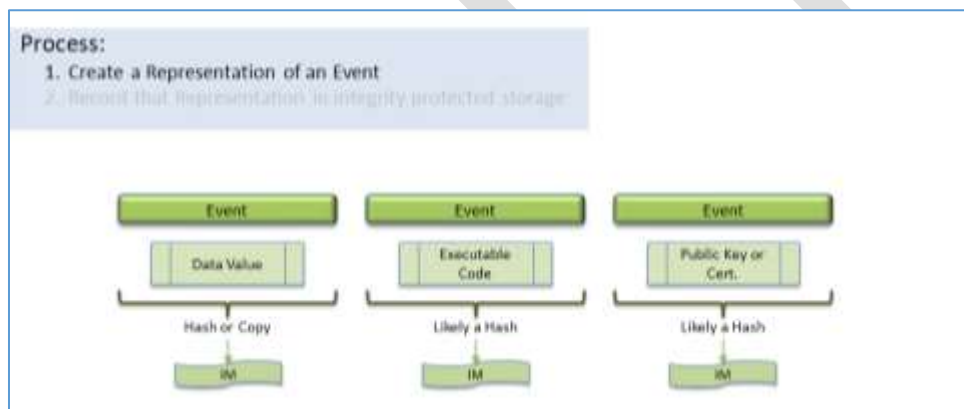 Process:
1. Create a Representation of an Event
2. Record that Representation in integrity protected storage
Event
Event
Event
Data Value
Executable
Code
Public Key or
Cert.
Hash or Copy
Likely a Hash
Likely a Hash
IM
IM
IM